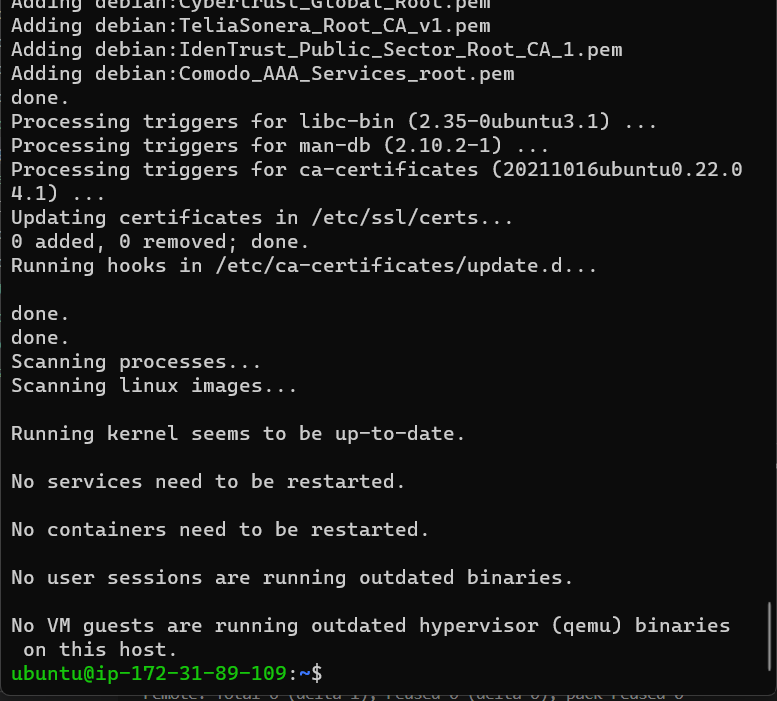 Adding debian:Cybertrust_Global_Root.pem
Adding debian:TeliaSonera_Root_CA_v1.pem
Adding debian:IdenTrust_Public_Sector_Root_CA_1.pem
Adding debian:Comodo_AAA_Services_root.pem
done.
Processing triggers for libc-bin (2.35-0ubuntu3.1) ...
Processing triggers for man-db (2.10.2-1) ...
Processing triggers for ca-certificates (20211016ubuntu0.22.0
4.1) ...
Updating certificates in /etc/ssl/certs...
0 added, 0 removed; done.
Running hooks in /etc/ca-certificates/update.d...
done.
done.
Scanning processes...
Scanning linux images...
Running kernel seems to be up-to-date.
No services need to be restarted.
No containers need to be restarted.
No user sessions are running outdated binaries.
No VM guests are running outdated hypervisor (qemu) binaries
 on this host.
ubuntu@ip-172-31-89-109:~$
remote: Total 6 (delta 1), reused 6 (delta 0), pack-reused 0